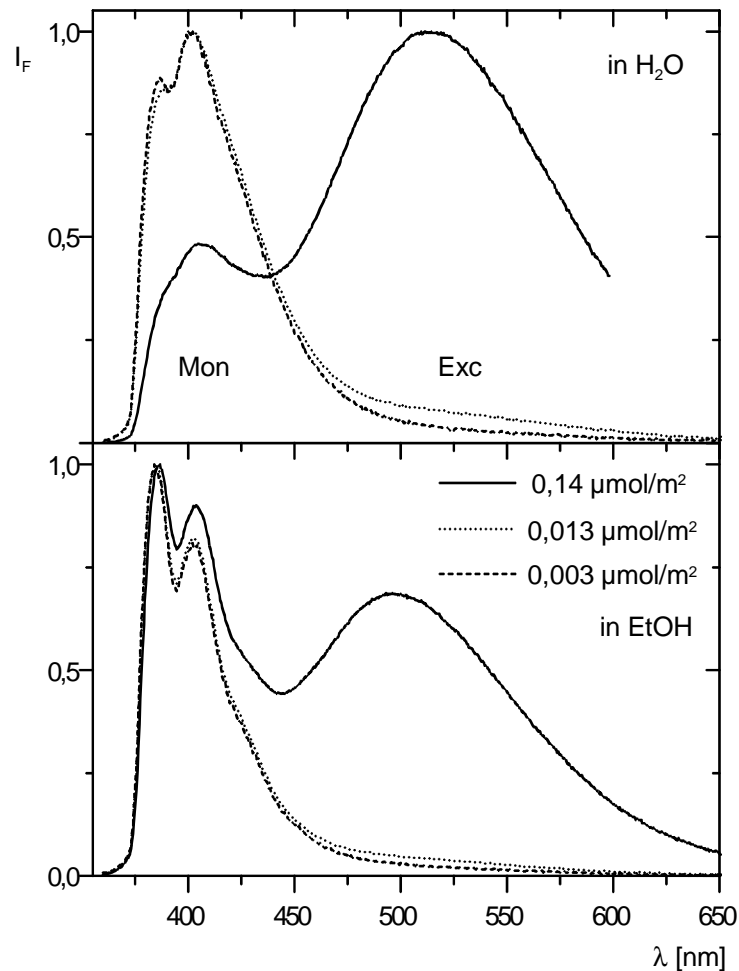 I_F
1,0
in H₂O
0,5
Mon Exc
1,0
0,14 µmol/m²
0,013 µmol/m²
0,003 µmol/m²
in EtOH
0,5
0,0
400 450 500 550 600 650
λ [nm]